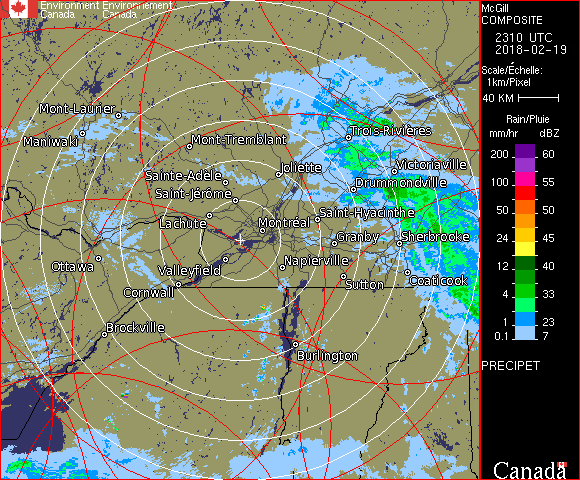 Environment Environnement
Canada Canada
McGill
COMPOSITE
2310 UTC
2018-02-19
Scale/Échelle:
1km/Pixel
40 KM
Rain/Pluie
mm/hr dBZ
200 60
100 55
50 50
24 45
12 40
4 33
1 23
0.1 7
PRECIPET
Canada
Mont-Laurier
Maniwaki
Mont-Tremblant
Trois-Rivières
Joliette
Victoriaville
Sainte-Adèle
Drummondville
Saint-Jérôme
Lachute
Saint-Hyacinthe
Montréal
Granby
Sherbrooke
Ottawa
Valleyfield
Napierville
Cornwall
Sutton
Coaticook
Brockville
Burlington